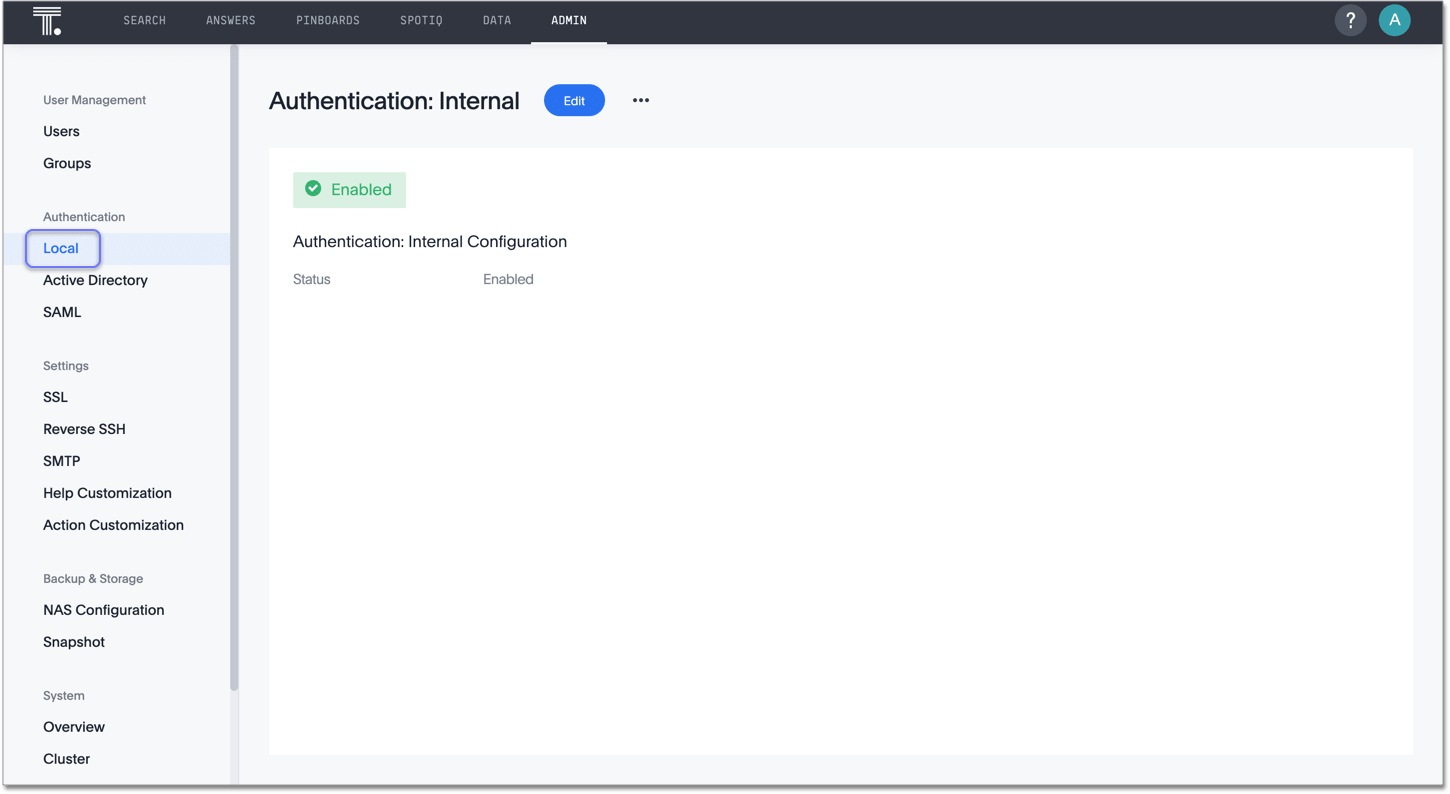 T. SEARCH ANSWERS PINBOARDS SPOTIQ DATA ADMIN ? A
User Management
Users
Groups
Authentication
Local
Active Directory
SAML
Settings
SSL
Reverse SSH
SMTP
Help Customization
Action Customization
Backup & Storage
NAS Configuration
Snapshot
System
Overview
Cluster
Authentication: Internal Edit •••
Enabled
Authentication: Internal Configuration
Status Enabled